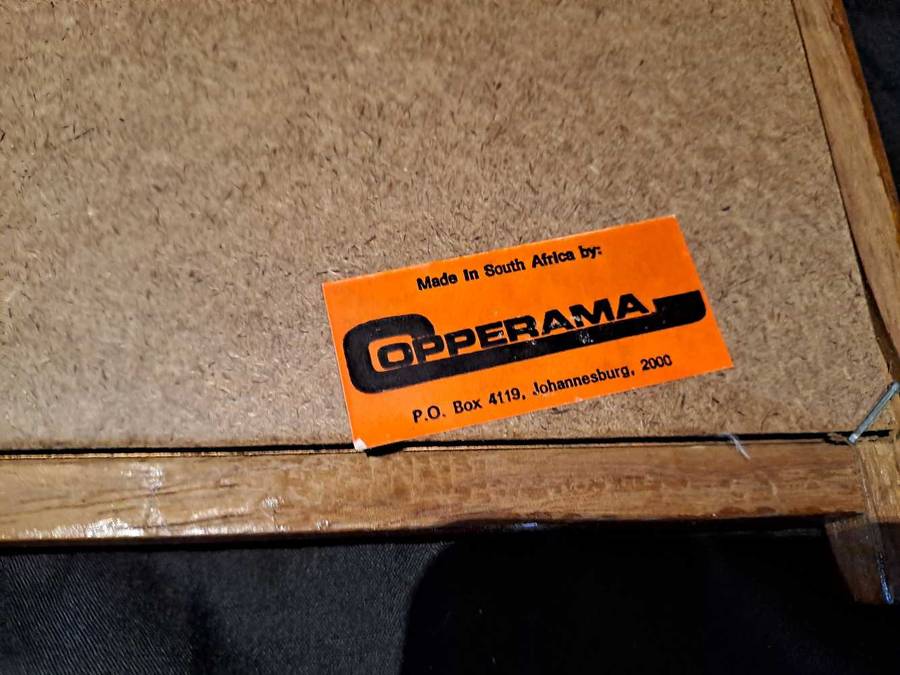 Made In South Africa by:
COPPERAMA
P.O. Box 4119, Johannesburg, 2000